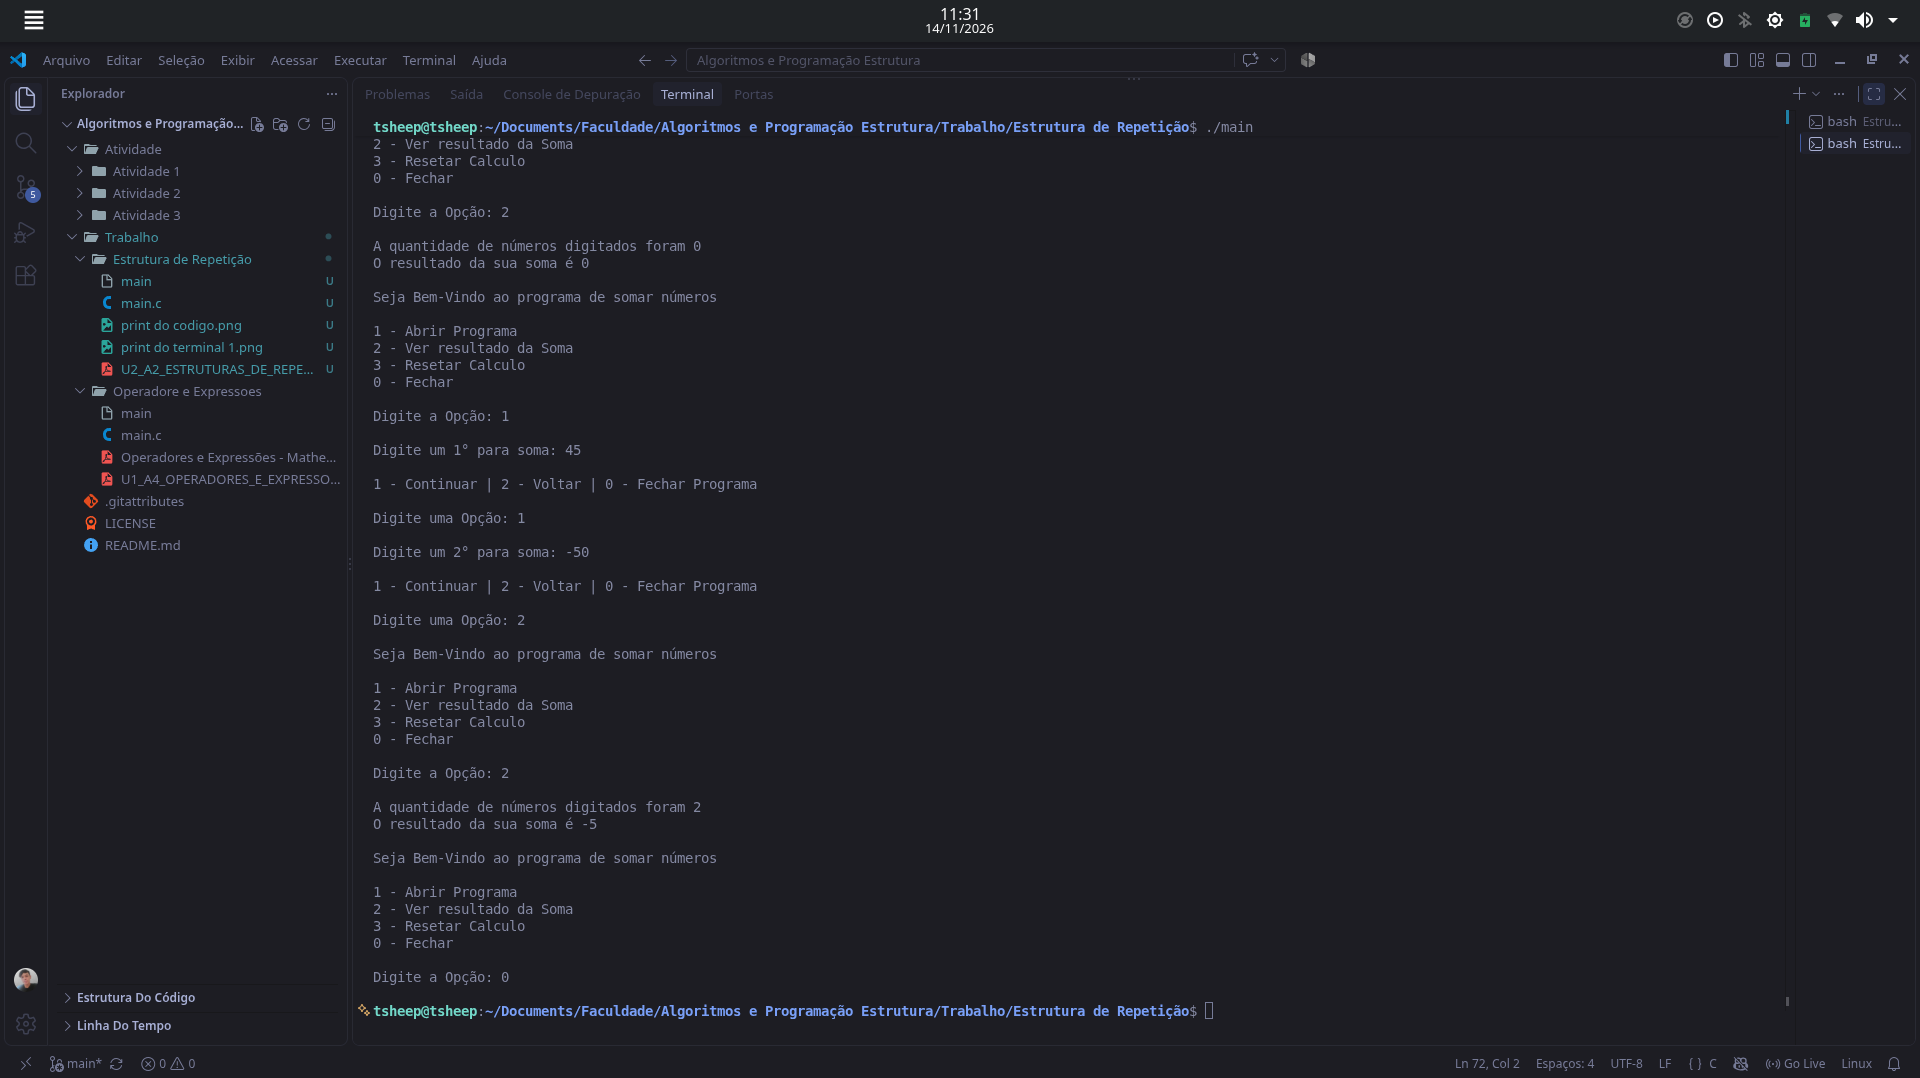 11:31
14/11/2026
Arquivo Editar Seleção Exibir Acessar Executar Terminal Ajuda
Algoritmos e Programação Estrutura
Explorador
Algoritmos e Programação...
Atividade
Atividade 1
Atividade 2
Atividade 3
Trabalho
Estrutura de Repetição
main U
main.c U
print do codigo.png U
print do terminal 1.png U
U2_A2_ESTRUTURAS_DE_REPE... U
Operadore e Expressoes
main
main.c
Operadores e Expressões - Mathe...
U1_A4_OPERADORES_E_EXPRESSO...
.gitattributes
LICENSE
README.md
5
Estrutura Do Código
Linha Do Tempo
Problemas Saída Console de Depuração Terminal Portas
tsheep@tsheep:~/Documents/Faculdade/Algoritmos e Programação Estrutura/Trabalho/Estrutura de Repetição$ ./main
2 - Ver resultado da Soma
3 - Resetar Calculo
0 - Fechar
Digite a Opção: 2
A quantidade de números digitados foram 0
O resultado da sua soma é 0
Seja Bem-Vindo ao programa de somar números
1 - Abrir Programa
2 - Ver resultado da Soma
3 - Resetar Calculo
0 - Fechar
Digite a Opção: 1
Digite um 1° para soma: 45
1 - Continuar | 2 - Voltar | 0 - Fechar Programa
Digite uma Opção: 1
Digite um 2° para soma: -50
1 - Continuar | 2 - Voltar | 0 - Fechar Programa
Digite uma Opção: 2
Seja Bem-Vindo ao programa de somar números
1 - Abrir Programa
2 - Ver resultado da Soma
3 - Resetar Calculo
0 - Fechar
Digite a Opção: 2
A quantidade de números digitados foram 2
O resultado da sua soma é -5
Seja Bem-Vindo ao programa de somar números
1 - Abrir Programa
2 - Ver resultado da Soma
3 - Resetar Calculo
0 - Fechar
Digite a Opção: 0
tsheep@tsheep:~/Documents/Faculdade/Algoritmos e Programação Estrutura/Trabalho/Estrutura de Repetição$
bash Estru...
bash Estru...
main* 0 0
Ln 72, Col 2 Espaços: 4 UTF-8 LF { } C Go Live Linux